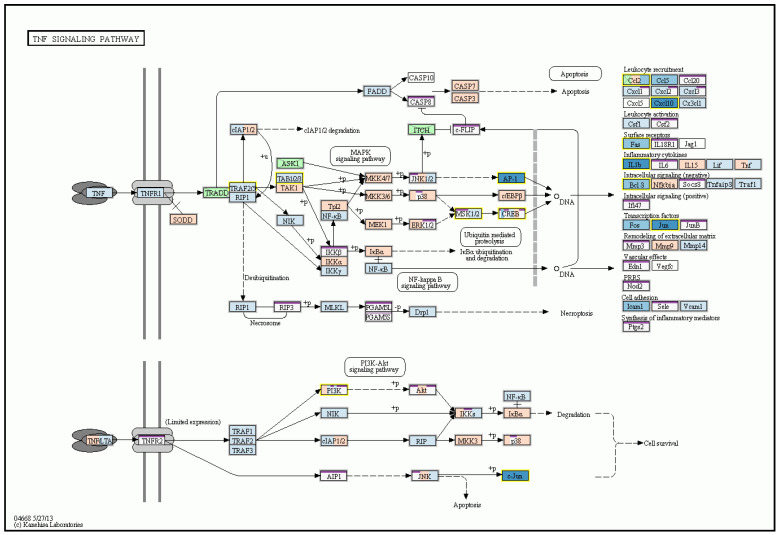 TNF SIGNALING PATHWAY
Apoptosis
FADD
CASP10
CASP8
CASP7
CASP3
Apoptosis
cIAP1/2
cIAP1/2 degradation
ITCH
c-FLIP
+u
+p
MAPK
signaling pathway
ASK1
TNF
TNFR1
TRADD
TRAF2/5
RIP1
TAB1/2/3
TAK1
+p
MKK4/7
JNK1/2
+p
AP-1
MKK3/6
p38
+p
c/EBPβ
DNA
SODD
NIK
Tpl2
NF-κB
MEK1
ERK1/2
MSK1/2
CREB
+p
+p
IKKβ
IKKα
IKKγ
+p
IκBα
NF-κB
Ubiquitin mediated
proteolysis
IκBα ubiquitination
and degradation
NF-kappa B
signaling pathway
DNA
Deubiquitination
RIP1
RIP3
Necrosome
+p
MLKL
PGAM5L
PGAM5S
-p
Drp1
Necroptosis
Leukocyte recruitment
Ccl2
Ccl5
Ccl20
Cxcl1
Cxcl2
Cxcl3
Cxcl5
Cxcl10
Cx3cl1
Leukocyte activation
Csf1
Csf2
Surface receptors
Fas
IL18R1
Jag1
Inflammatory cytokines
IL1b
IL6
IL15
Lif
Tnf
Intracellular signaling (negative)
Bcl3
Nfkbia
Socs3
Tnfaip3
Traf1
Intracellular signaling (positive)
Ifi47
Transcription factors
Fos
Jun
JunB
Remodeling of extracellular matrix
Mmp3
Mmp9
Mmp14
Vascular effects
Edn1
Vegfc
PRRS
Nod2
Cell adhesion
Icam1
Sele
Vcam1
Synthesis of inflammatory mediators
Ptgs2
PI3K-Akt
signaling pathway
PI3K
+p
Akt
+p
NF-κB
(Limited expression)
NIK
+p
IKKα
IκBα
Degradation
TNF/LTA
TNFR2
TRAF1
TRAF2
TRAF3
cIAP1/2
RIP
MKK3
+p
p38
Cell survival
AIP1
JNK
+p
c-Jun
Apoptosis
04668 5/27/13
(c) Kanehisa Laboratories